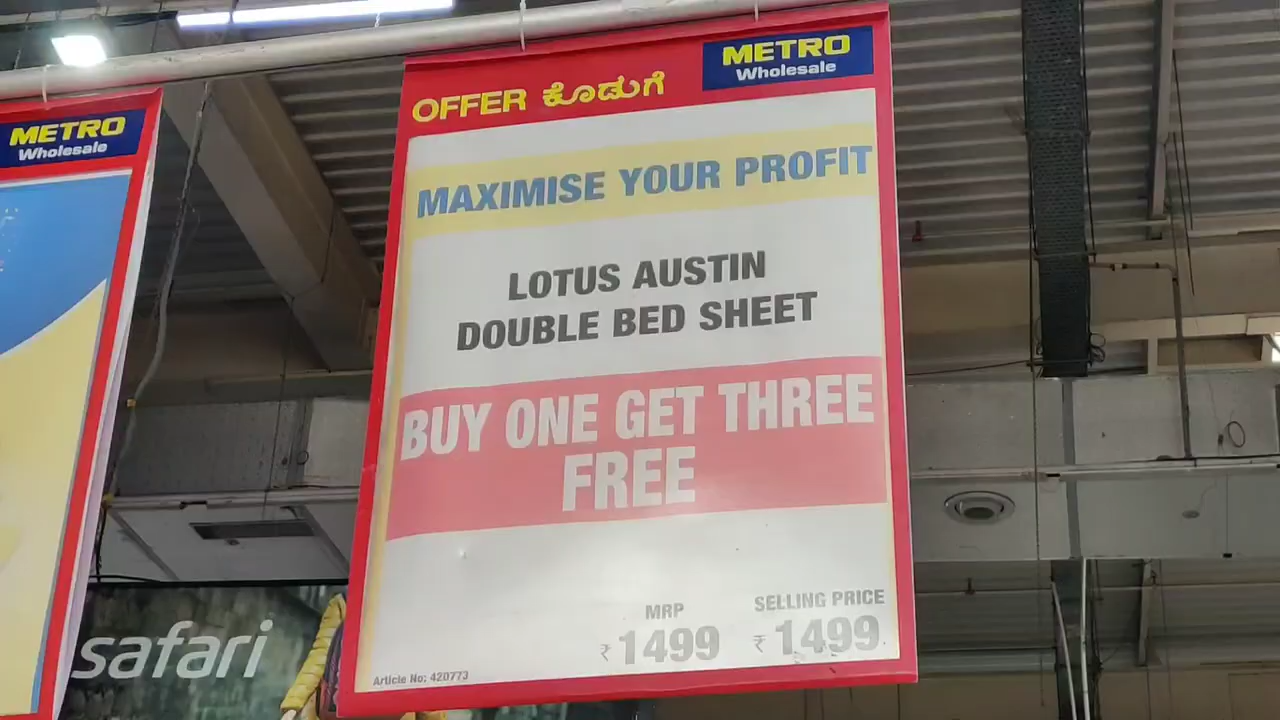 METRO
Wholesale
METRO
Wholesale
OFFER ಕೊಡುಗೆ
MAXIMISE YOUR PROFIT
LOTUS AUSTIN
DOUBLE BED SHEET
BUY ONE GET THREE
FREE
MRP SELLING PRICE
₹1499 ₹1499
Article No: 420773
safari